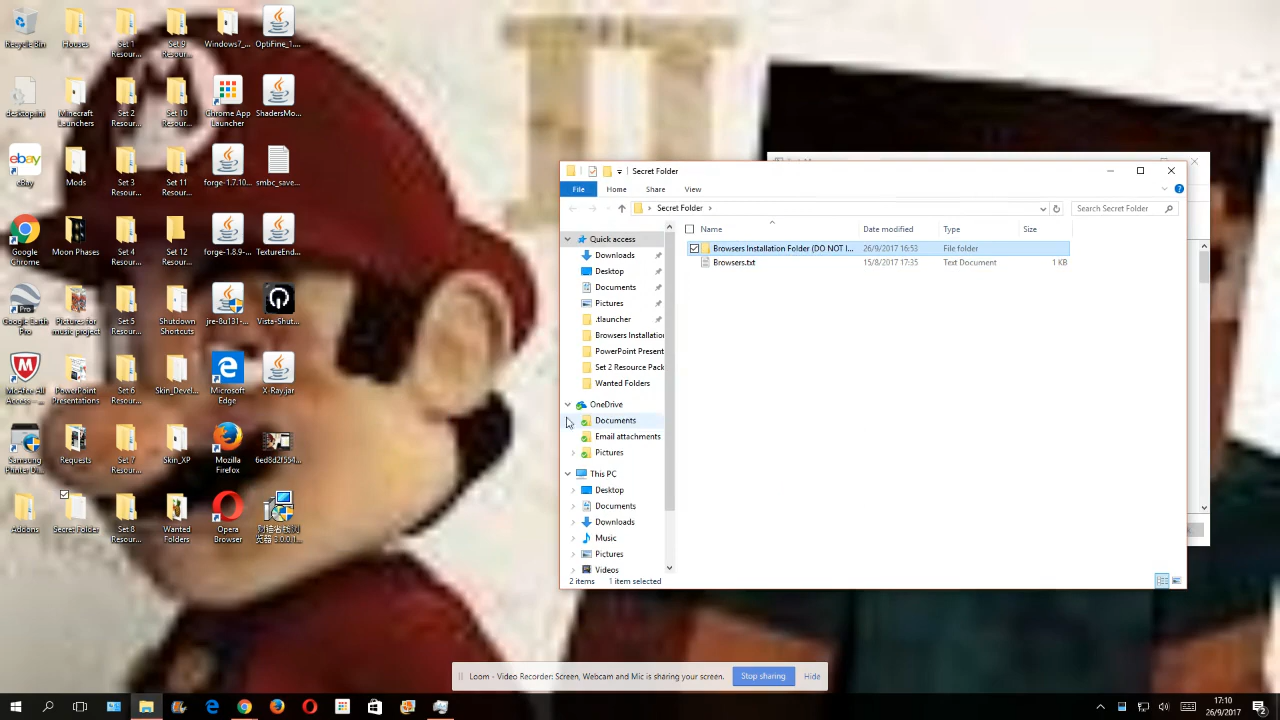 Recycle Bin
Houses
Set 1 Resour...
Set 9 Resour...
Windows7_...
OptiFine_1....
desktop.ini
Minecraft Launchers
Set 2 Resour...
Set 10 Resour...
Chrome App Launcher
ShadersMo...
eBay
Mods
Set 3 Resour...
Set 11 Resour...
forge-1.7.10...
smbc_save...
Google Chrome
Moon Phases
Set 4 Resour...
Set 12
forge-1.8.9-...
TextureEnd...
Google Earth Pro
Pictures for music project
Set 5 Resour...
Shutdown Shortcuts
jre-8u131-...
Vista-Shut...
McAfee All Access – ...
PowerPoint Presentations
Set 6 Resour...
Skin_Devel...
Microsoft Edge
X-Ray.jar
Samsung Printer Di...
Requests
Set 7 Resour...
Skin_XP
Mozilla Firefox
6ed8d2f554...
Addons
Secret Folder
Set 8 Resour...
Wanted Folders
Opera Browser
Secret Folder
File Home Share View
Secret Folder
Search Secret Folder
Name Date modified Type Size
Browsers Installation Folder (DO NOT I... 26/9/2017 16:53 File folder
Browsers.txt 15/8/2017 17:35 Text Document 1 KB
Quick access
Downloads
Desktop
Documents
Pictures
.tlauncher
Browsers Installatio
PowerPoint Present
Set 2 Resource Pack
Wanted Folders
OneDrive
Documents
Email attachments
Pictures
This PC
Desktop
Documents
Downloads
Music
Pictures
Videos
2 items 1 item selected
Loom - Video Recorder: Screen, Webcam and Mic is sharing your screen. Stop sharing Hide
17:10
26/9/2017